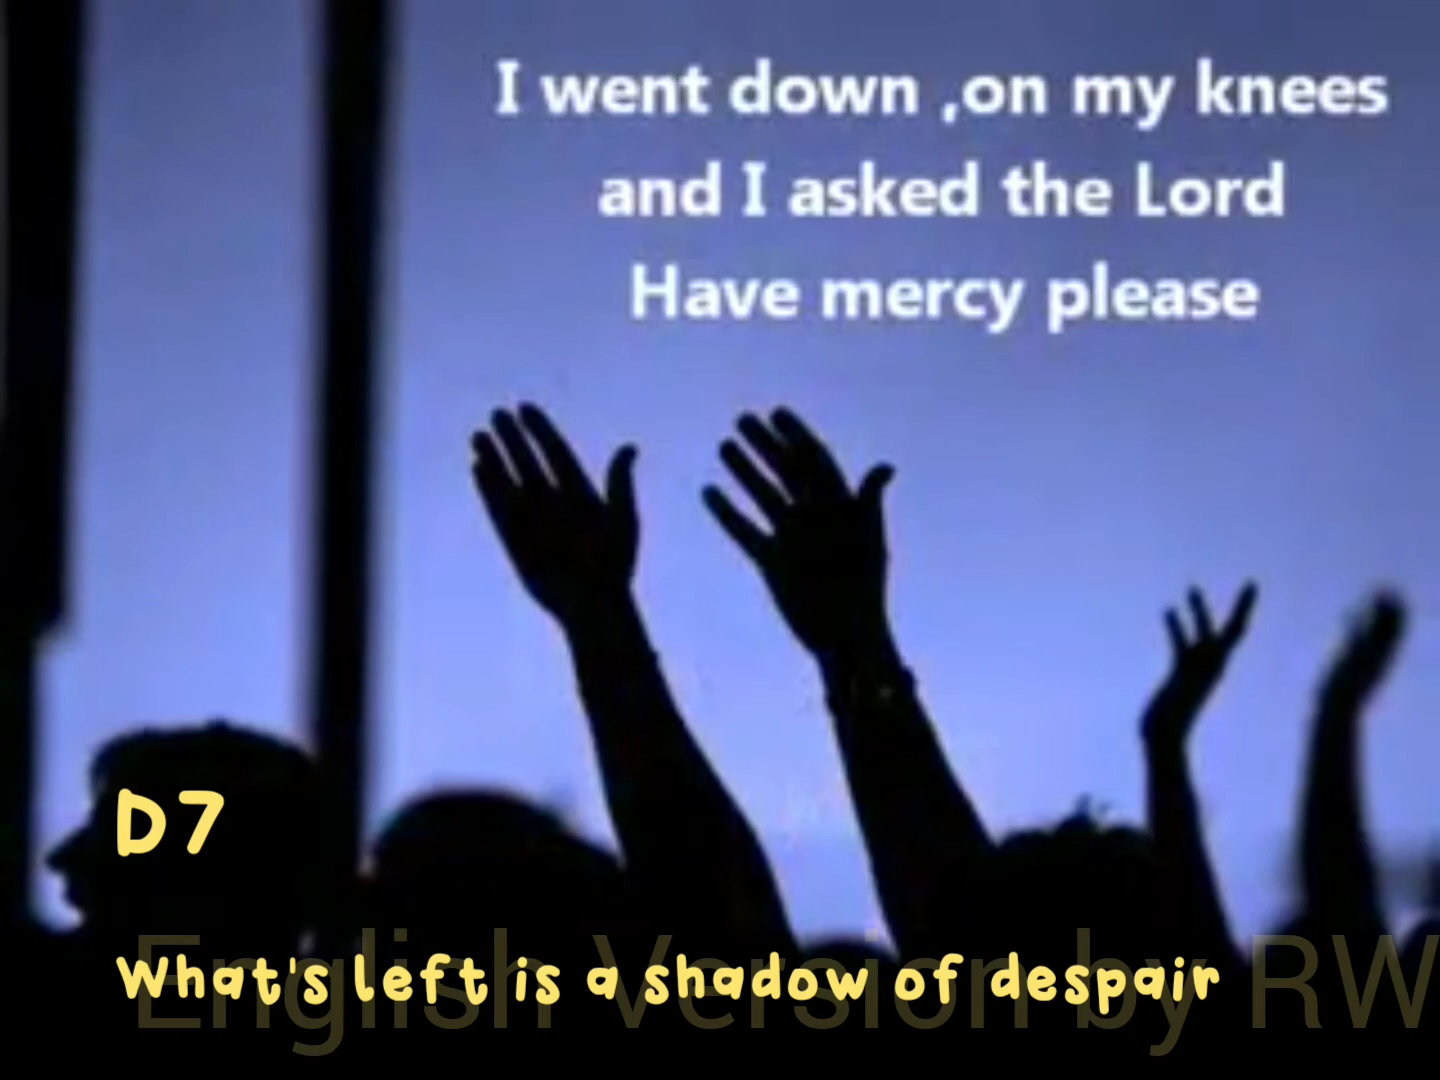 I went down ,on my knees
and I asked the Lord
Have mercy please
D7
What's left is a shadow of despair
English Version by RW